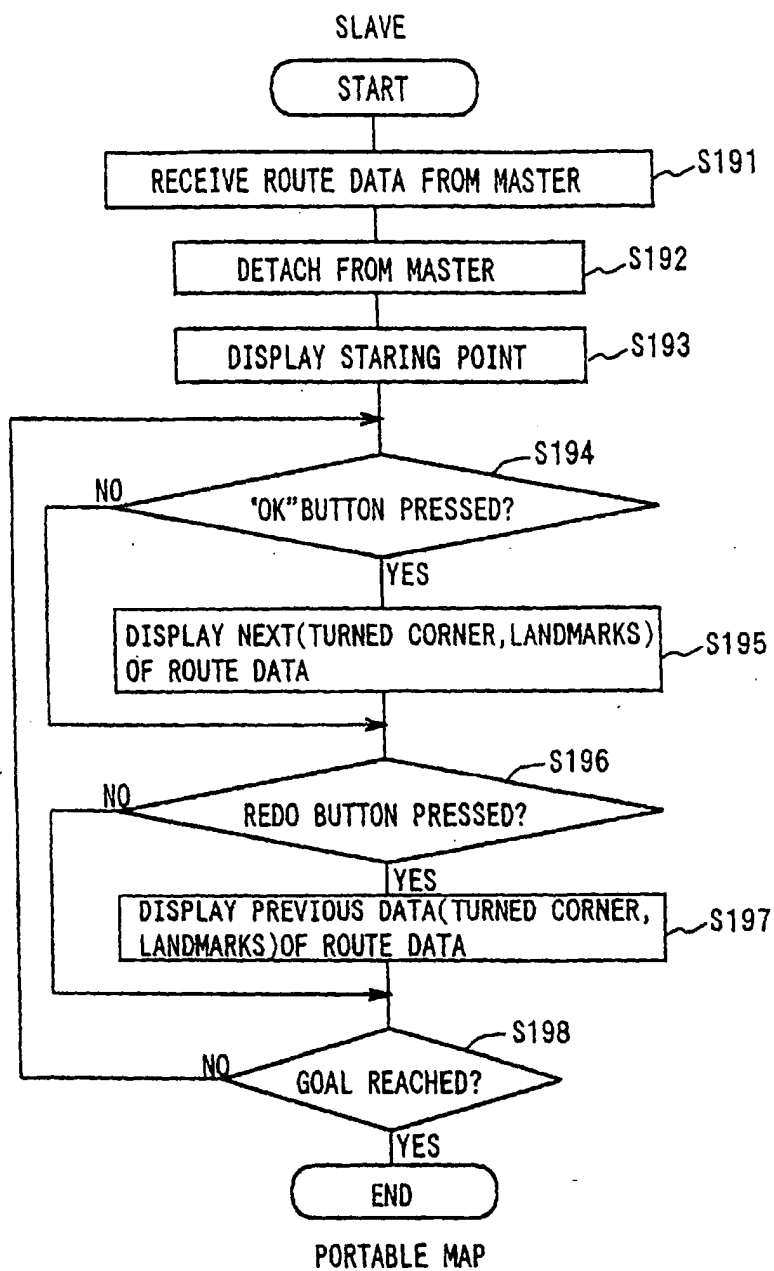 SLAVE
START
RECEIVE ROUTE DATA FROM MASTER
S191
DETACH FROM MASTER
S192
DISPLAY STARING POINT
S193
S194
NO
"OK"BUTTON PRESSED?
YES
DISPLAY NEXT(TURNED CORNER,LANDMARKS)
OF ROUTE DATA
S195
S196
NO
REDO BUTTON PRESSED?
YES
DISPLAY PREVIOUS DATA(TURNED CORNER,
LANDMARKS)OF ROUTE DATA
S197
S198
NO
GOAL REACHED?
YES
END
PORTABLE MAP